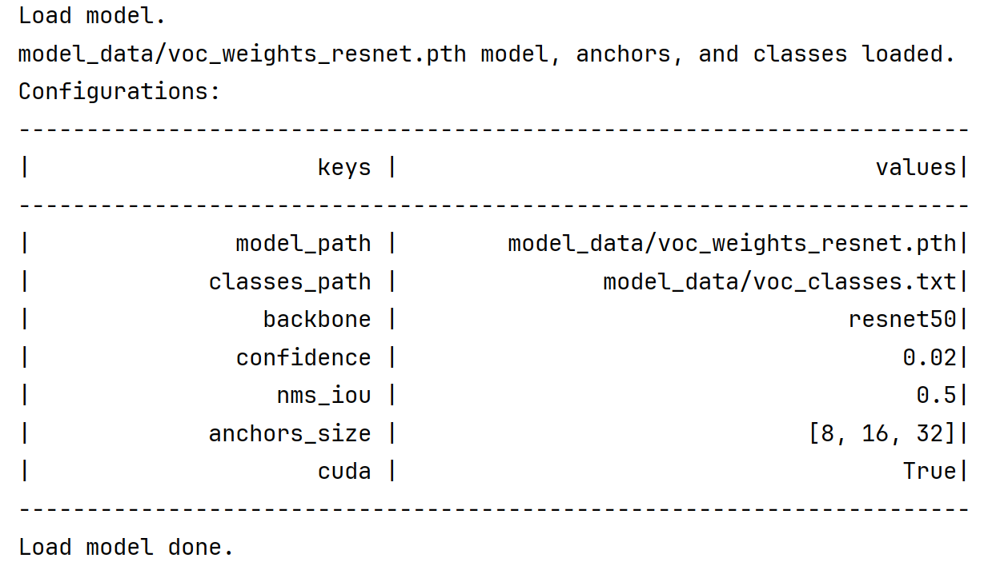 Load model.
model_data/voc_weights_resnet.pth model, anchors, and classes loaded.
Configurations:
----------------------------------------------------------------------
|                     keys |                                   values|
----------------------------------------------------------------------
|               model_path |        model_data/voc_weights_resnet.pth|
|             classes_path |               model_data/voc_classes.txt|
|                 backbone |                                 resnet50|
|               confidence |                                     0.02|
|                  nms_iou |                                      0.5|
|             anchors_size |                              [8, 16, 32]|
|                     cuda |                                     True|
----------------------------------------------------------------------
Load model done.